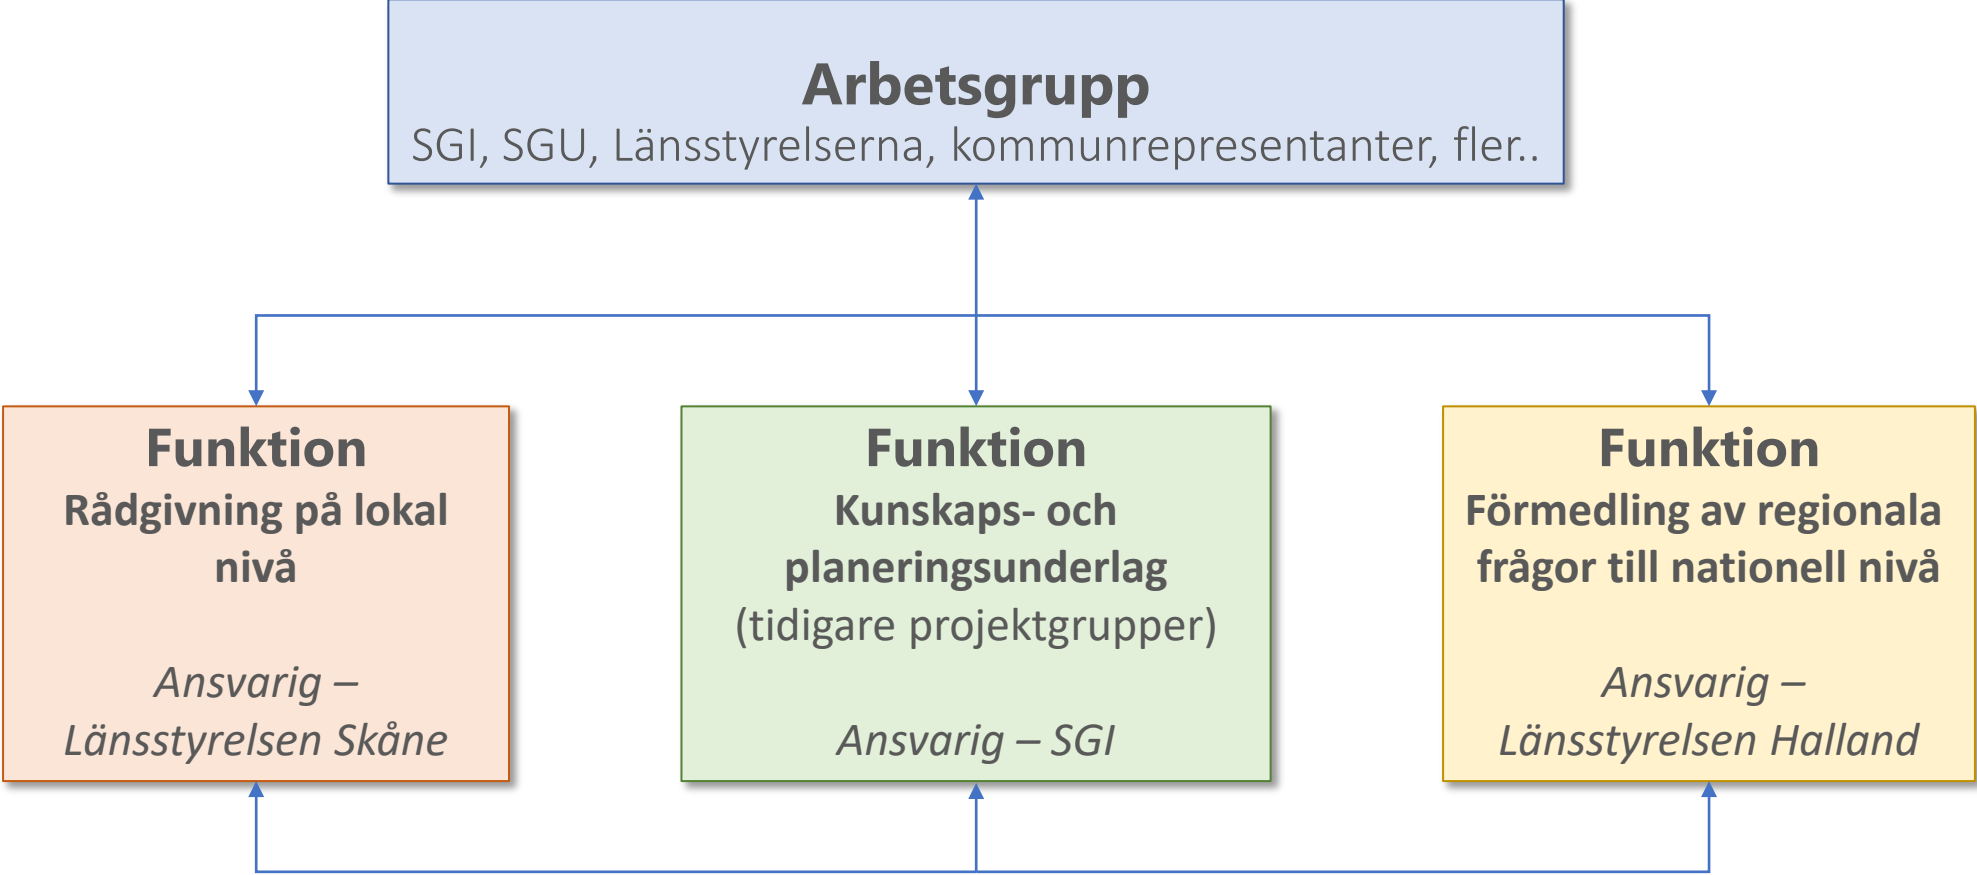 Arbetsgrupp
SGI, SGU, Länsstyrelserna, kommunrepresentanter, fler..
Funktion
Rådgivning på lokal
nivå
Ansvarig –
Länsstyrelsen Skåne
Funktion
Kunskaps- och
planeringsunderlag
(tidigare projektgrupper)
Ansvarig – SGI
Funktion
Förmedling av regionala
frågor till nationell nivå
Ansvarig –
Länsstyrelsen Halland